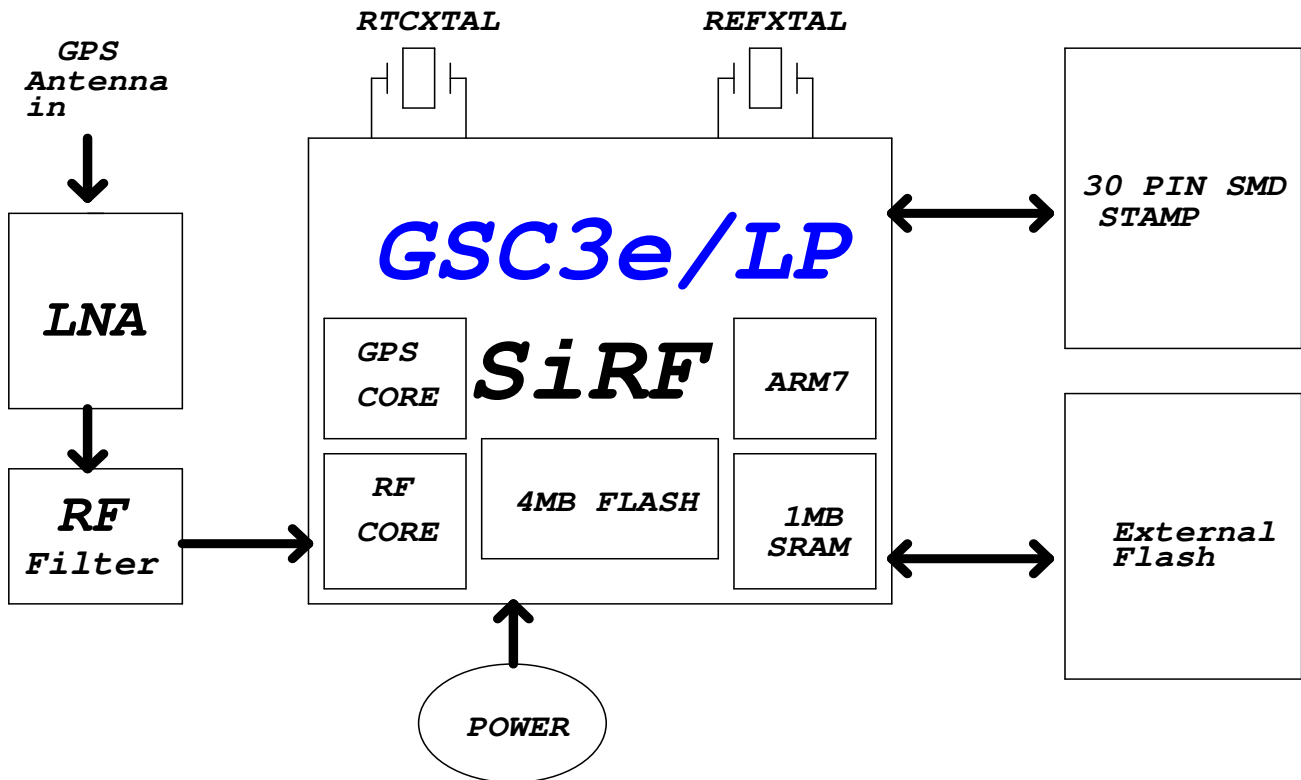 RTCXTAL
REFXTAL
GPS
Antenna
in
30 PIN SMD
STAMP
GSC3e/LP
LNA
SiRF
GPS
CORE
ARM7
RF
Filter
RF
CORE
4MB FLASH
1MB
SRAM
External
Flash
POWER